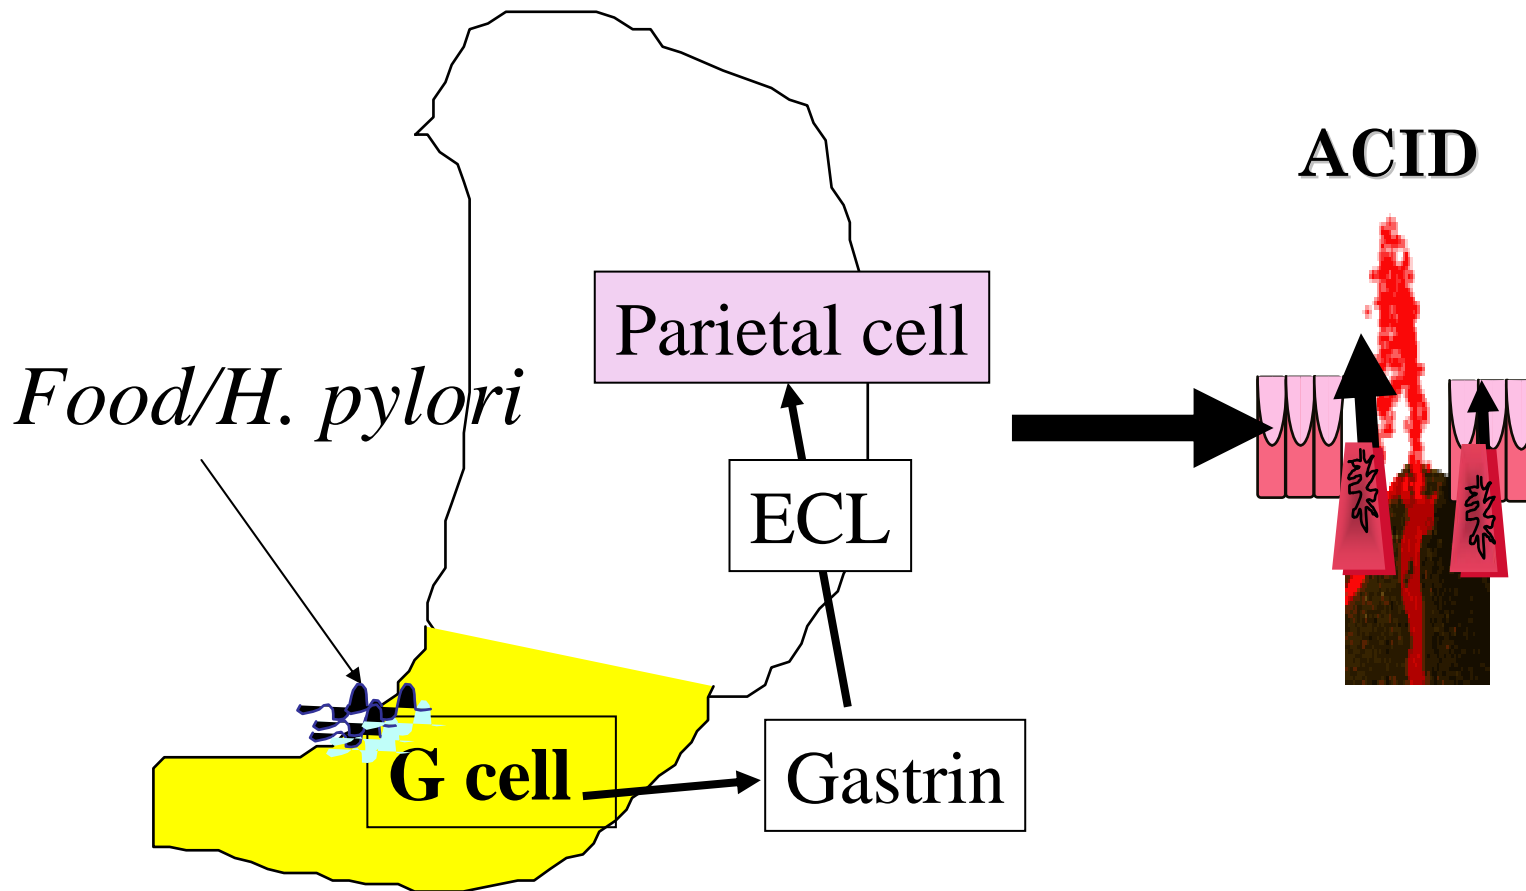 ACID
Parietal cell
Food/H. pylori
ECL
G cell
Gastrin